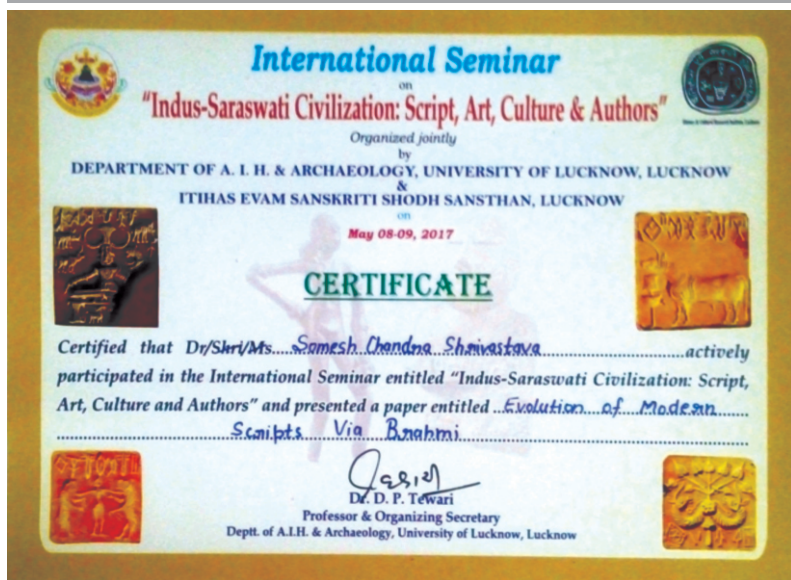 International Seminar
on
"Indus-Saraswati Civilization: Script, Art, Culture & Authors"
Organized jointly
by
DEPARTMENT OF A. I. H. & ARCHAEOLOGY, UNIVERSITY OF LUCKNOW, LUCKNOW
&
ITIHAS EVAM SANSKRITI SHODH SANSTHAN, LUCKNOW
on
May 08-09, 2017
CERTIFICATE
Certified that Dr/Shri/Ms....Somesh Chandra Shrivastava..............................actively
participated in the International Seminar entitled "Indus-Saraswati Civilization: Script,
Art, Culture and Authors" and presented a paper entitled ..Evolution of Modern......
..............................Scripts Via Brahmi..................................................
Dr. D. P. Tewari
Professor & Organizing Secretary
Deptt. of A.I.H. & Archaeology, University of Lucknow, Lucknow